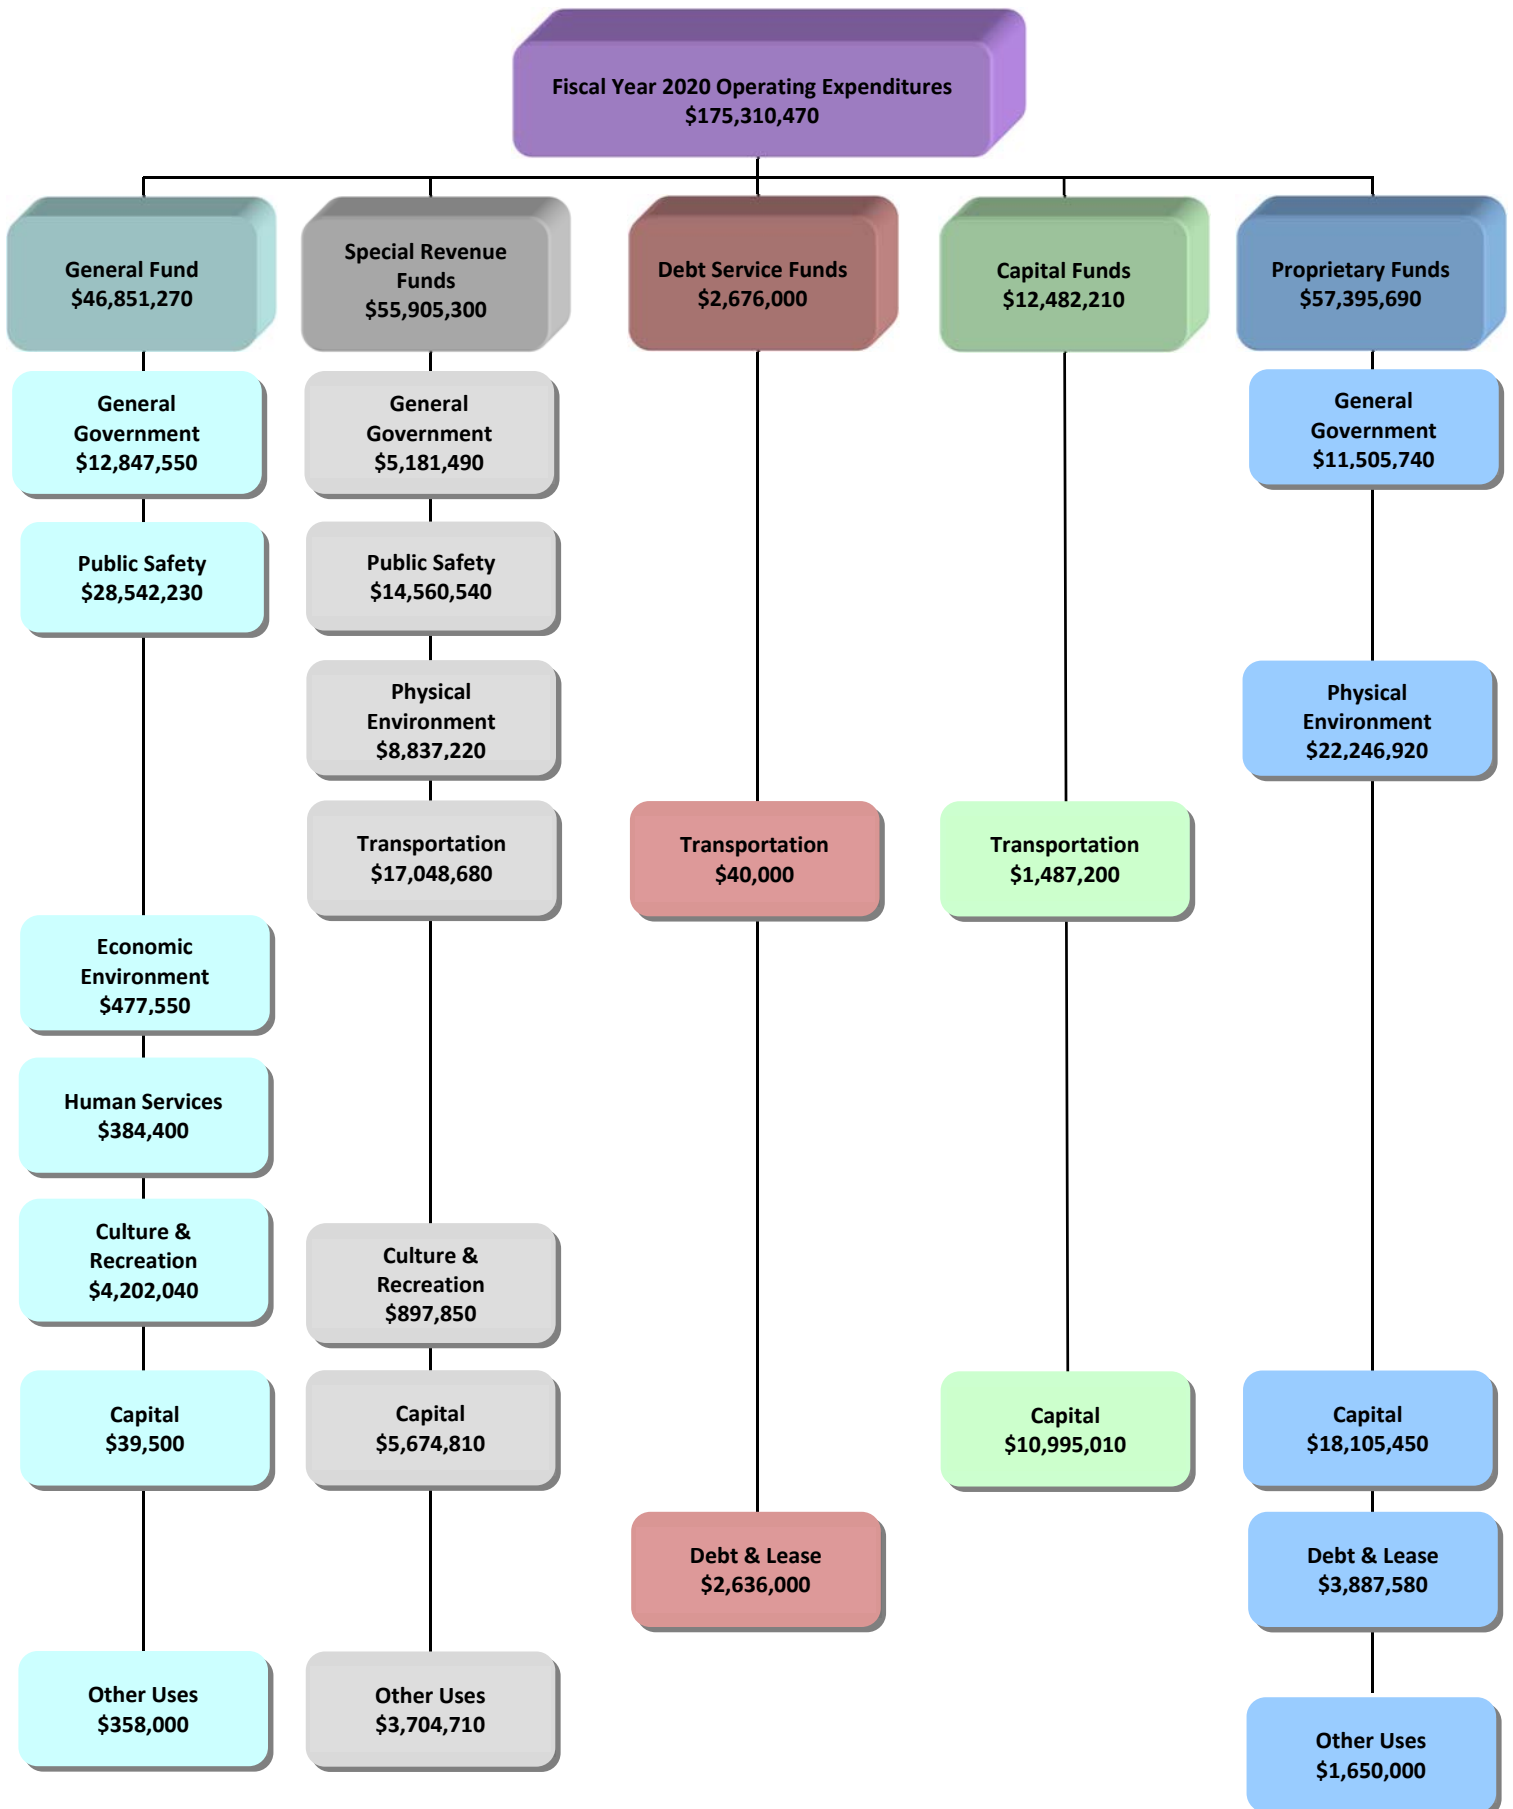 Fiscal Year 2020 Operating Expenditures
$175,310,470
General Fund
$46,851,270
Special Revenue
Funds
$55,905,300
Debt Service Funds
$2,676,000
Capital Funds
$12,482,210
Proprietary Funds
$57,395,690
General
Government
$12,847,550
General
Government
$5,181,490
General
Government
$11,505,740
Public Safety
$28,542,230
Public Safety
$14,560,540
Physical
Environment
$8,837,220
Physical
Environment
$22,246,920
Transportation
$17,048,680
Transportation
$40,000
Transportation
$1,487,200
Economic
Environment
$477,550
Human Services
$384,400
Culture &
Recreation
$4,202,040
Culture &
Recreation
$897,850
Capital
$39,500
Capital
$5,674,810
Capital
$10,995,010
Capital
$18,105,450
Debt & Lease
$2,636,000
Debt & Lease
$3,887,580
Other Uses
$358,000
Other Uses
$3,704,710
Other Uses
$1,650,000